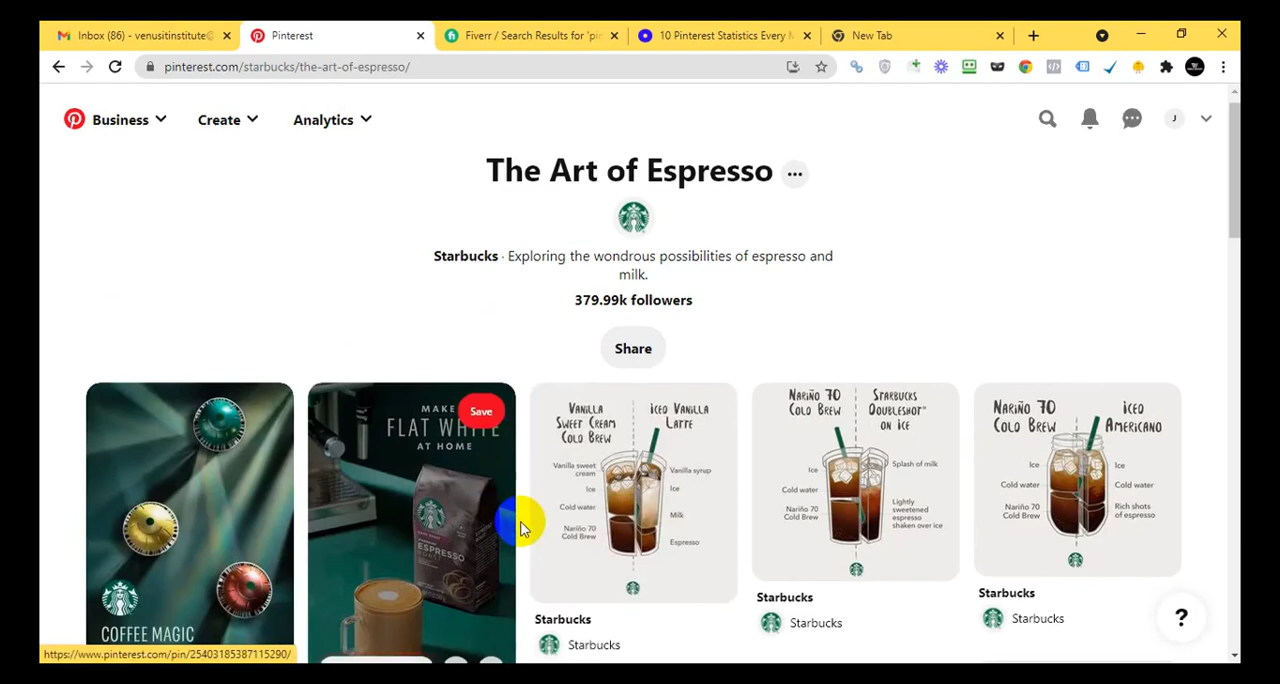 Inbox (86) - venusitinstitute@
Pinterest
Fiverr / Search Results for 'pin
10 Pinterest Statistics Every M
New Tab
pinterest.com/starbucks/the-art-of-espresso/
Business
Create
Analytics
J
The Art of Espresso
Starbucks · Exploring the wondrous possibilities of espresso and
milk.
379.99k followers
Share
COFFEE MAGIC
MAKE
FLAT WHITE
AT HOME
Save
ESPRESSO
VANILLA
SWEET CREAM
COLD BREW
ICED VANILLA
LATTE
Vanilla sweet
cream
Ice
Cold water
Nariño 70
Cold Brew
Vanilla syrup
Ice
Milk
Espresso
Starbucks
Starbucks
NARIÑO 70
COLD BREW
STARBUCKS
DOUBLESHOT®
ON ICE
Ice
Cold water
Nariño 70
Cold Brew
Splash of milk
Lightly
sweetened
espresso
shaken over ice
Starbucks
Starbucks
NARIÑO 70
COLD BREW
ICED
AMERICANO
Ice
Cold water
Nariño 70
Cold Brew
Ice
Cold water
Rich shots
of espresso
Starbucks
Starbucks
?
https://www.pinterest.com/pin/25403185387115290/